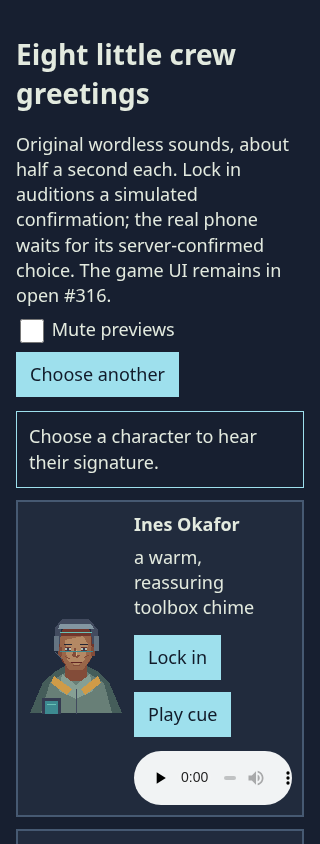 Eight little crew
greetings
Original wordless sounds, about
half a second each. Lock in
auditions a simulated
confirmation; the real phone
waits for its server-confirmed
choice. The game UI remains in
open #316.
Mute previews
Choose another
Choose a character to hear
their signature.
Ines Okafor
a warm,
reassuring
toolbox chime
Lock in
Play cue
0:00